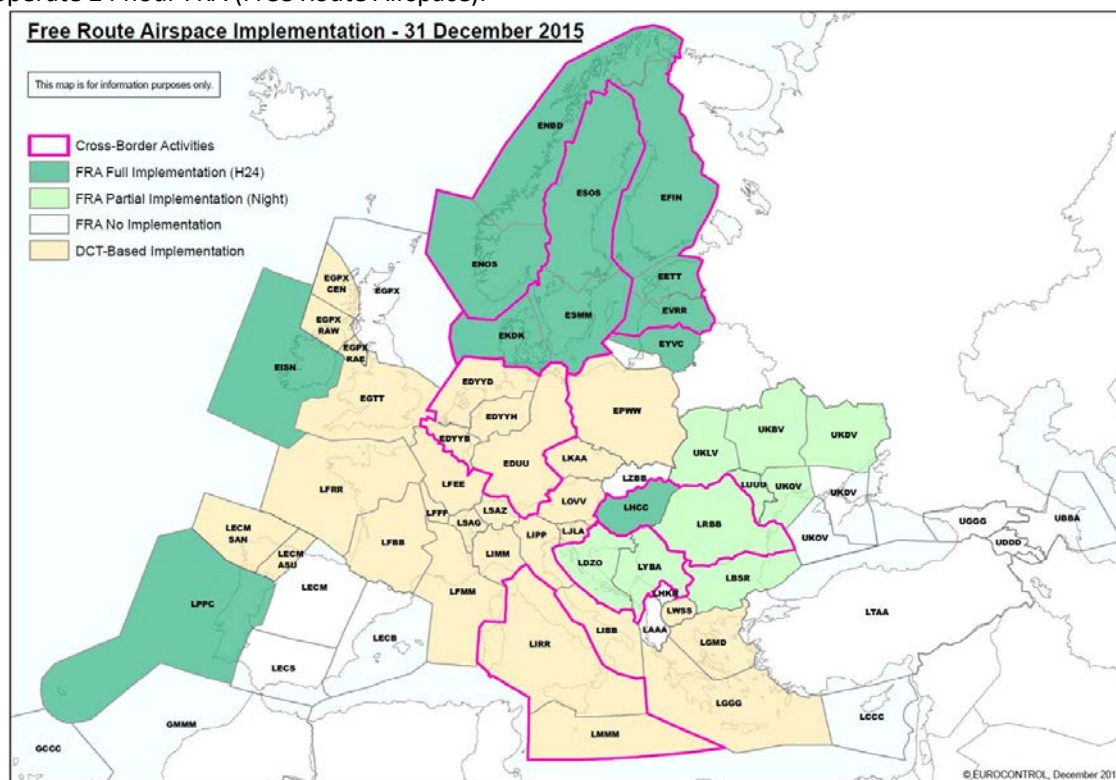 operate 24 hour FRA (Free Route Airspace):
Free Route Airspace Implementation - 31 December 2015
This map is for information purposes only.
Cross-Border Activities
FRA Full Implementation (H24)
FRA Partial Implementation (Night)
FRA No Implementation
DCT-Based Implementation
ENBD
ESOS
EFIN
EGPX
CEN
EGPX
ENOS
EETT
EGPX
RAW
EVRR
ESMM
EKDK
EGPX
RAE
EYVC
EISN
EDYYD
EPWW
EGTT
EDYYH
UKBV
UKDV
EDYYB
UKLV
EDUU
LKAA
LFEE
LZBB
LUUU
UKOV
UKDV
LFRR
LOVV
LHCC
LFFF
LSAZ
LRBB
LSAG
LIPP
LJLA
UKOV
UGGG
UBBA
LECM
SAN
LFBB
LIMM
UDDD
LECM
ASU
LDZO
LYBA
LBSR
LECM
LFMM
LWSS
LPPC
LAAA
LTAA
LIBB
LECB
LGMD
LIRR
LECS
LGGG
GMMM
LMMM
LCCC
GCCC
© EUROCONTROL, December 201